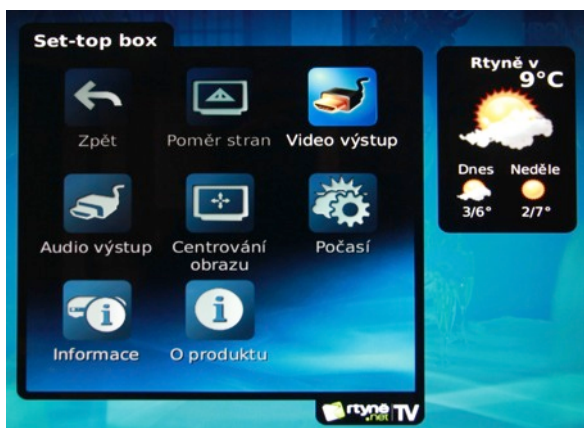 Set-top box
Zpět
Poměr stran
Video výstup
Audio výstup
Centrování
obrazu
Počasí
Informace
O produktu
Rtyně v
9°C
Dnes
Neděle
3/6°
2/7°
rtyně
.net
TV